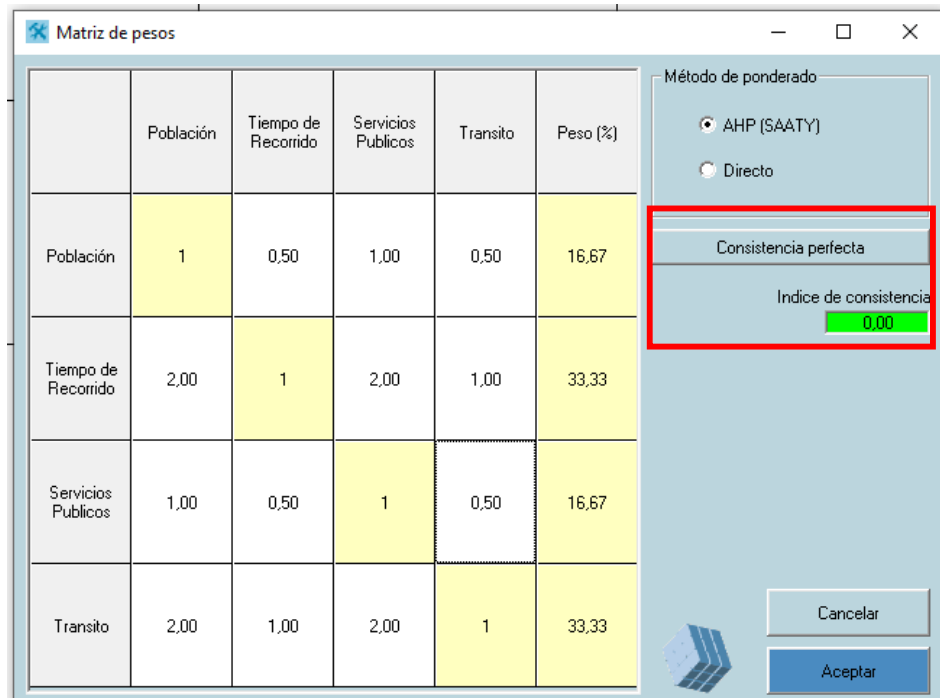 Matriz de pesos
Población
Tiempo de
Recorrido
Servicios
Publicos
Transito
Peso (%)
Población
1
0,50
1,00
0,50
16,67
Tiempo de
Recorrido
2,00
1
2,00
1,00
33,33
Servicios
Publicos
1,00
0,50
1
0,50
16,67
Transito
2,00
1,00
2,00
1
33,33
Método de ponderado
AHP (SAATY)
Directo
Consistencia perfecta
Indice de consistencia
0,00
Cancelar
Aceptar